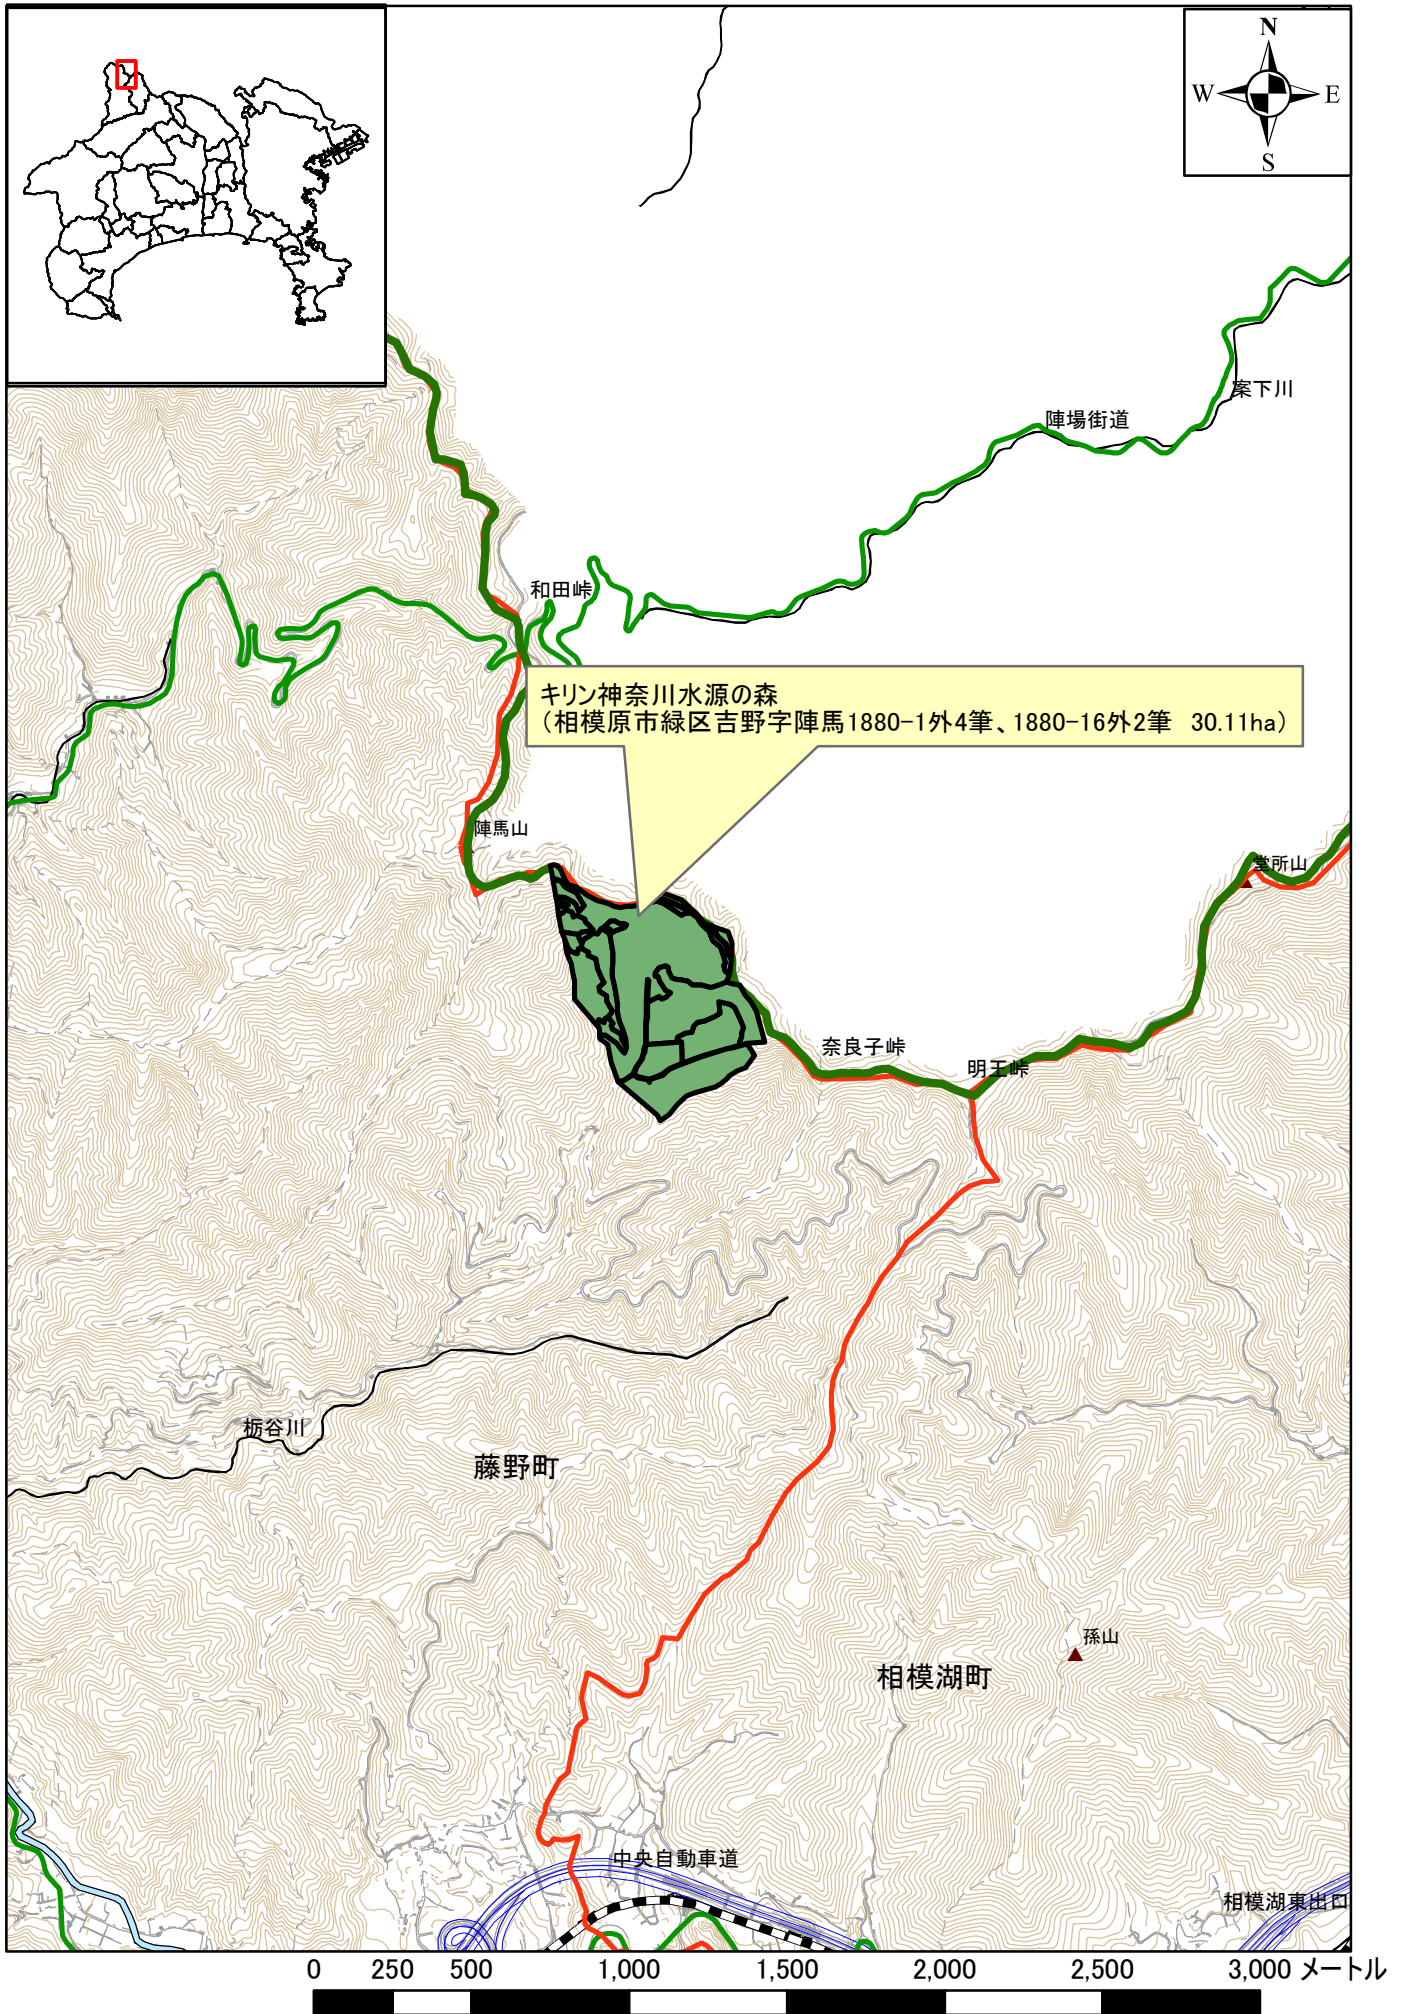 N
W
E
S
案下川
陣場街道
和田峠
キリン神奈川水源の森
（相模原市緑区吉野字陣馬1880-1外4筆、1880-16外2筆　30.11ha）
陣馬山
堂所山
奈良子峠
明王峠
栃谷川
藤野町
孫山
相模湖町
中央自動車道
相模湖東出口
0 250 500 1,000 1,500 2,000 2,500 3,000 メートル